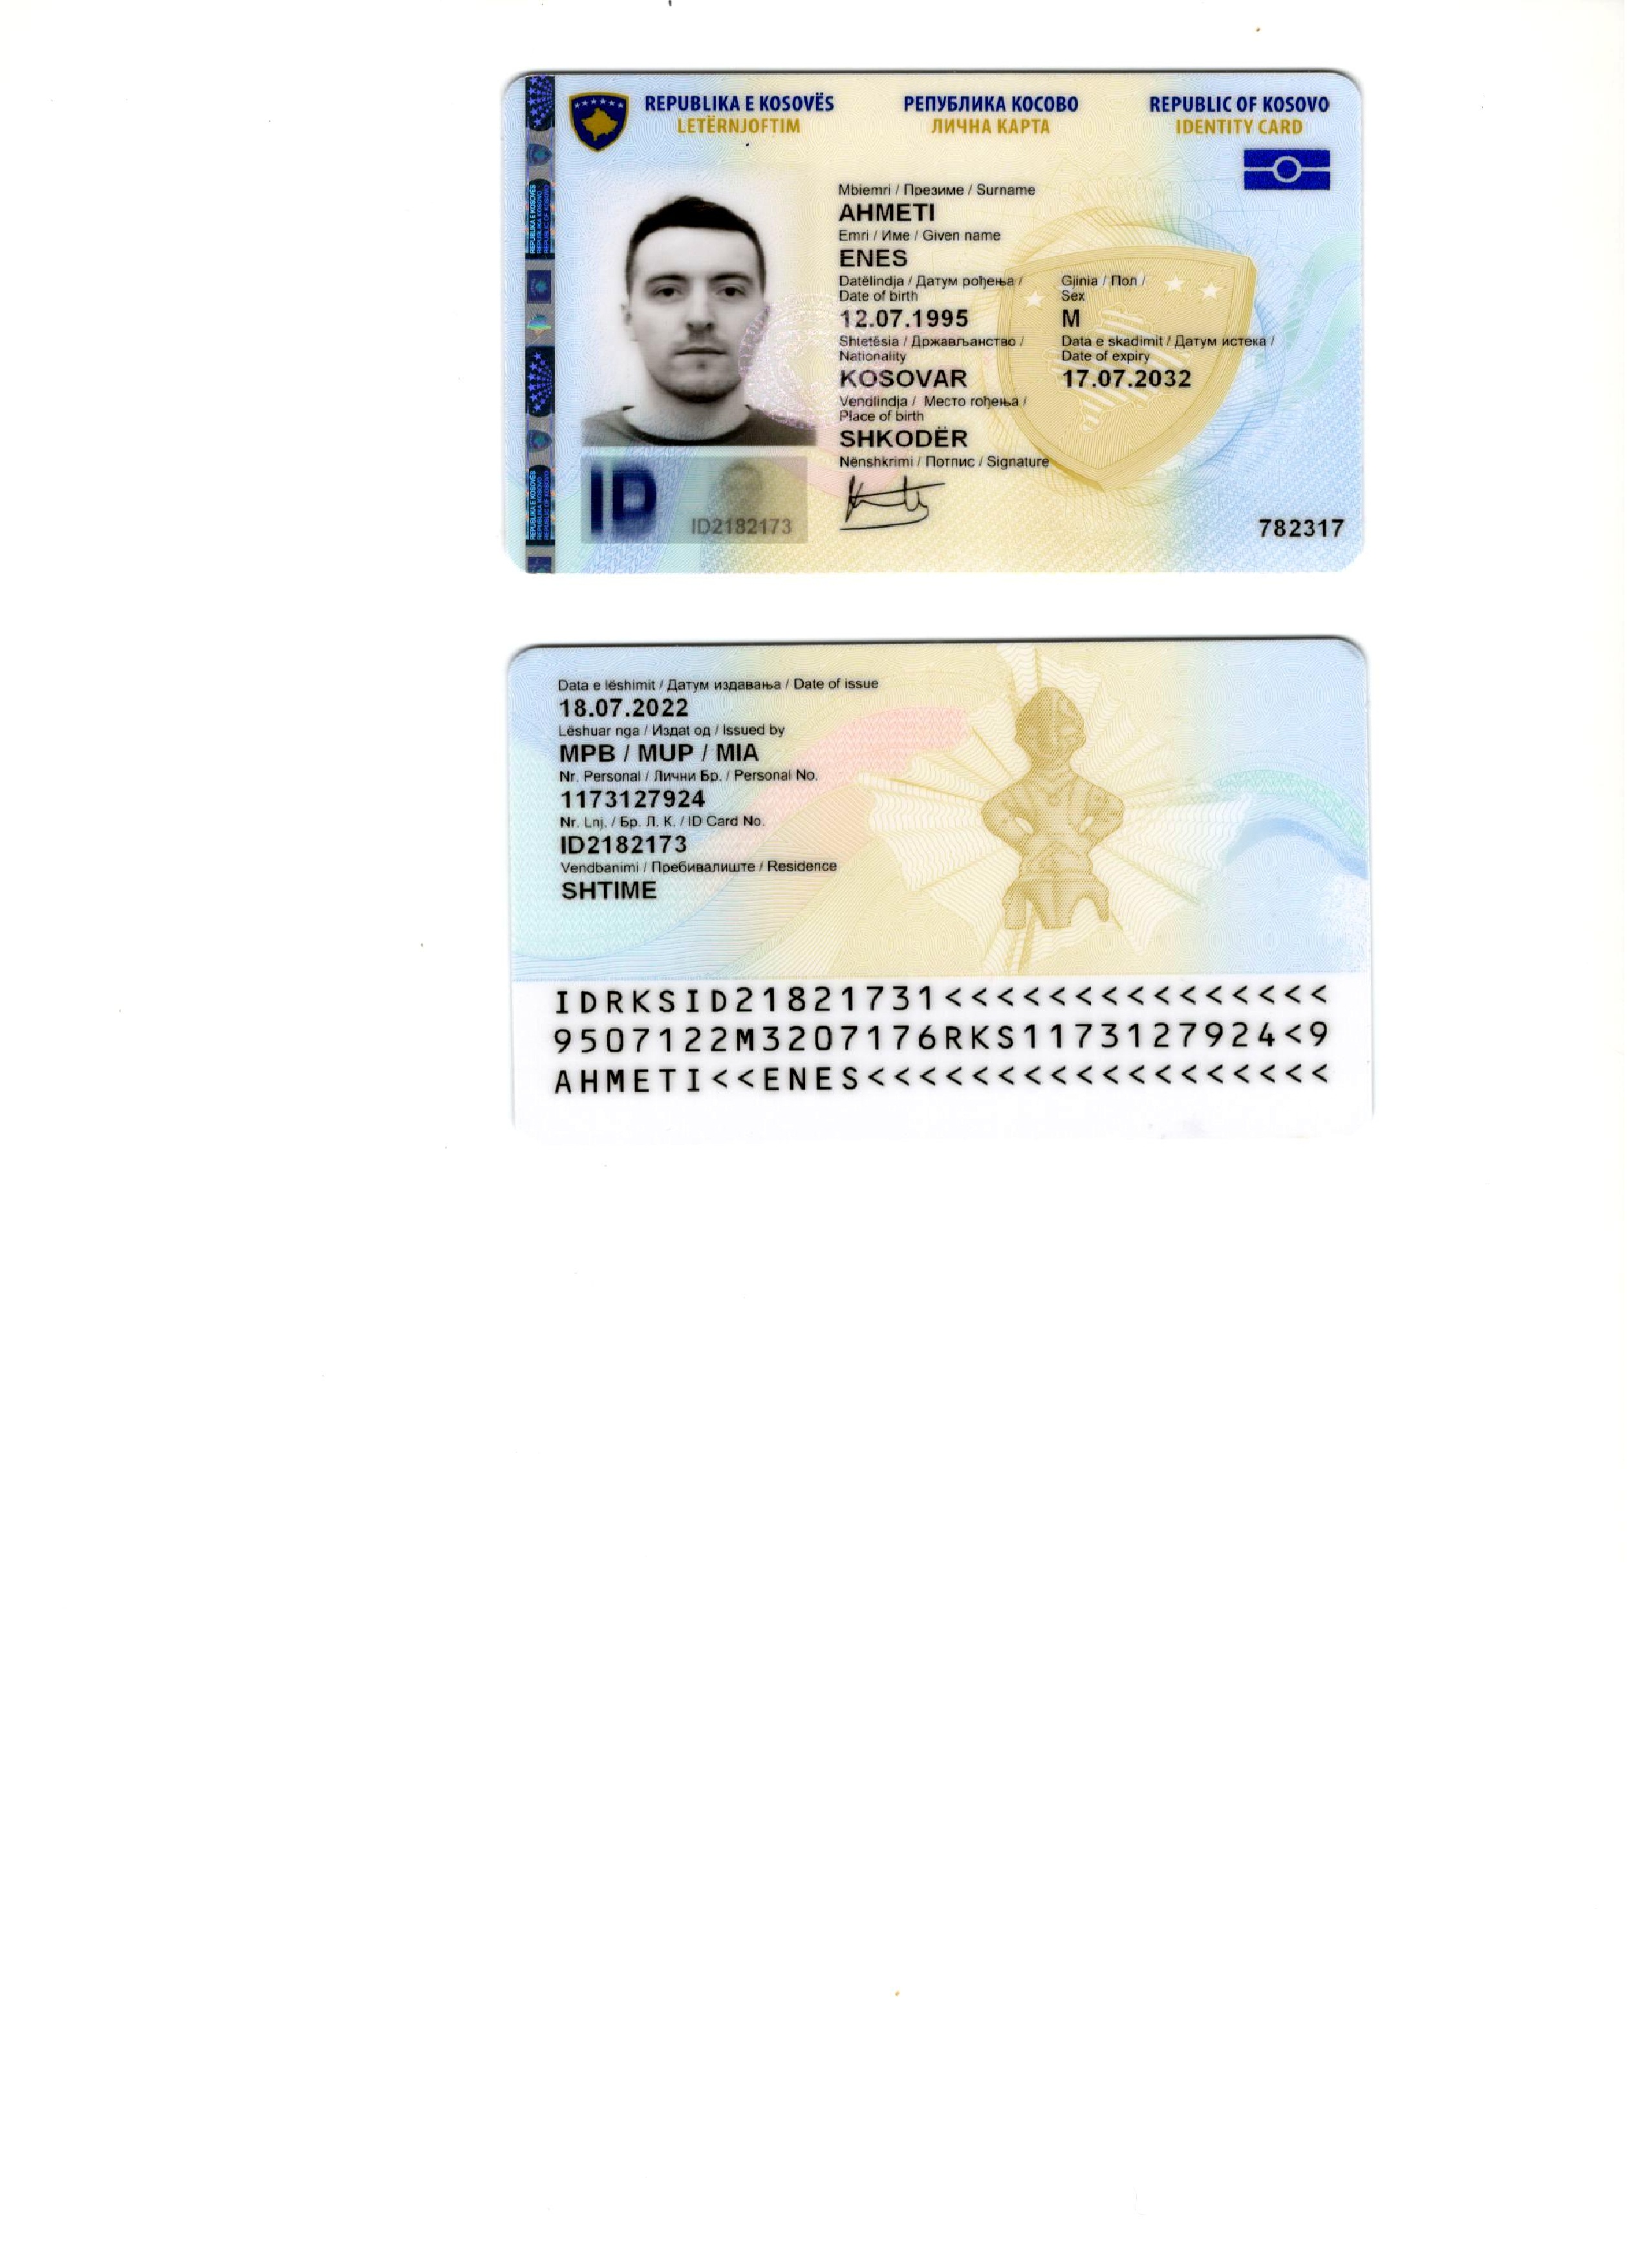 REPUBLIKA E KOSOVËS РЕПУБЛИКА КОСОВО REPUBLIC OF KOSOVO
LETËRNJOFTIM ЛИЧНА КАРТА IDENTITY CARD
Mbiemri / Презиме / Surname
AHMETI
Emri / Име / Given name
ENES
Datëlindja / Датум рођења / Gjinia / Пол /
Date of birth Sex
12.07.1995 M
Shtetësia / Држављанство / Data e skadimit / Датум истека /
Nationality Date of expiry
KOSOVAR 17.07.2032
Vendlindja / Место рођења /
Place of birth
SHKODËR
Nënshkrimi / Потпис / Signature
ID ID2182173
782317
Data e lëshimit / Датум издавања / Date of issue
18.07.2022
Lëshuar nga / Издат од / Issued by
MPB / MUP / MIA
Nr. Personal / Лични Бр. / Personal No.
1173127924
Nr. Lnj. / Бр. Л. К. / ID Card No.
ID2182173
Vendbanimi / Пребивалиште / Residence
SHTIME
IDRKSID21821731<<<<<<<<<<<<<<<
9507122M3207176RKS1173127924<9
AHMETI<<ENES<<<<<<<<<<<<<<<<<<